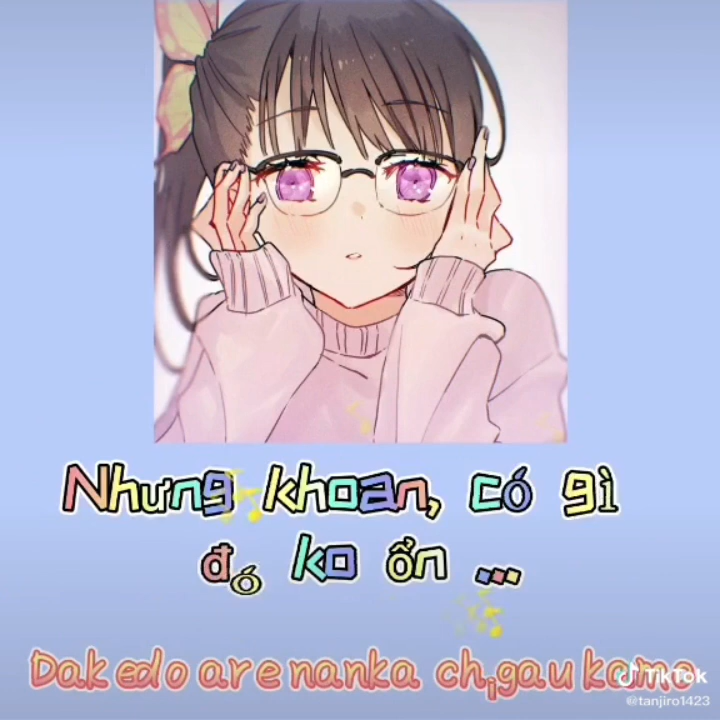 Nhưng khoan, có gì
đó ko ổn ...
Dakedo are nanka chigau kamo
TikTok
@tanjiro1423